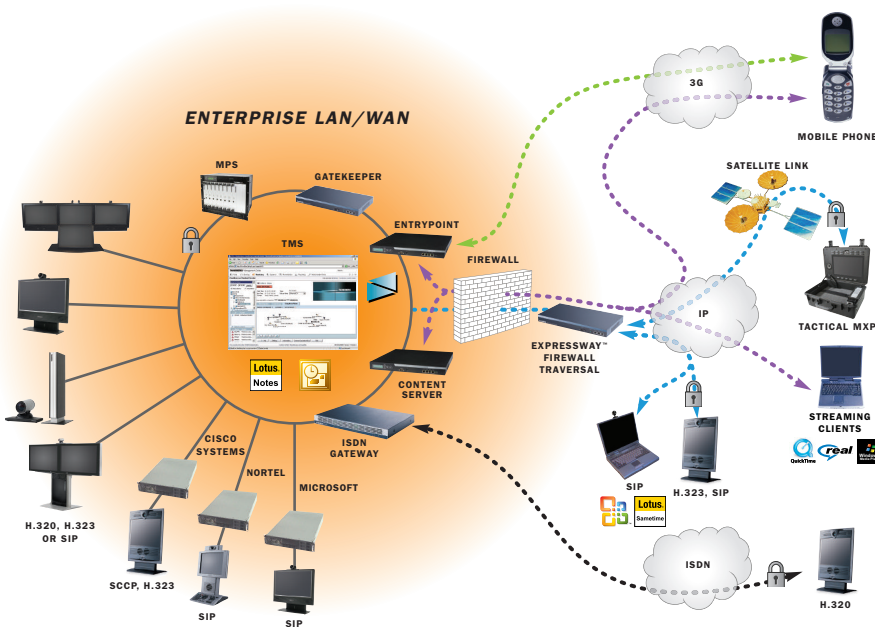 ENTERPRISE LAN/WAN
3G
MOBILE PHONE
MPS
GATEKEEPER
SATELLITE LINK
ENTRYPOINT
TMS
FIREWALL
IP
EXPRESSWAY™
FIREWALL
TRAVERSAL
TACTICAL MXP
Lotus.
Notes
CONTENT
SERVER
ISDN
GATEWAY
STREAMING
CLIENTS
QuickTime
real
Windows
CISCO
SYSTEMS
NORTEL
MICROSOFT
SIP
Lotus.
Sametime
H.323, SIP
H.320, H.323
OR SIP
SCCP, H.323
SIP
SIP
ISDN
H.320